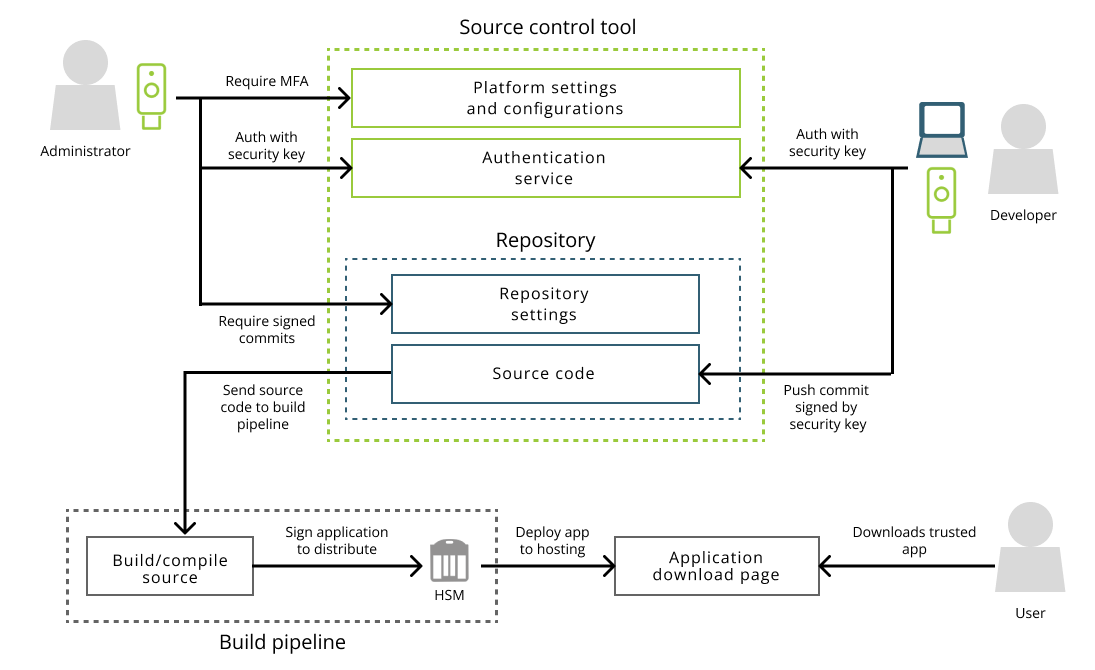 Source control tool
Require MFA
Platform settings
and configurations
Administrator
Auth with
security key
Authentication
service
Auth with
security key
Developer
Repository
Repository
settings
Require signed
commits
Source code
Send source
code to build
pipeline
Push commit
signed by
security key
Build/compile
source
Sign application
to distribute
HSM
Deploy app
to hosting
Application
download page
Downloads trusted
app
User
Build pipeline